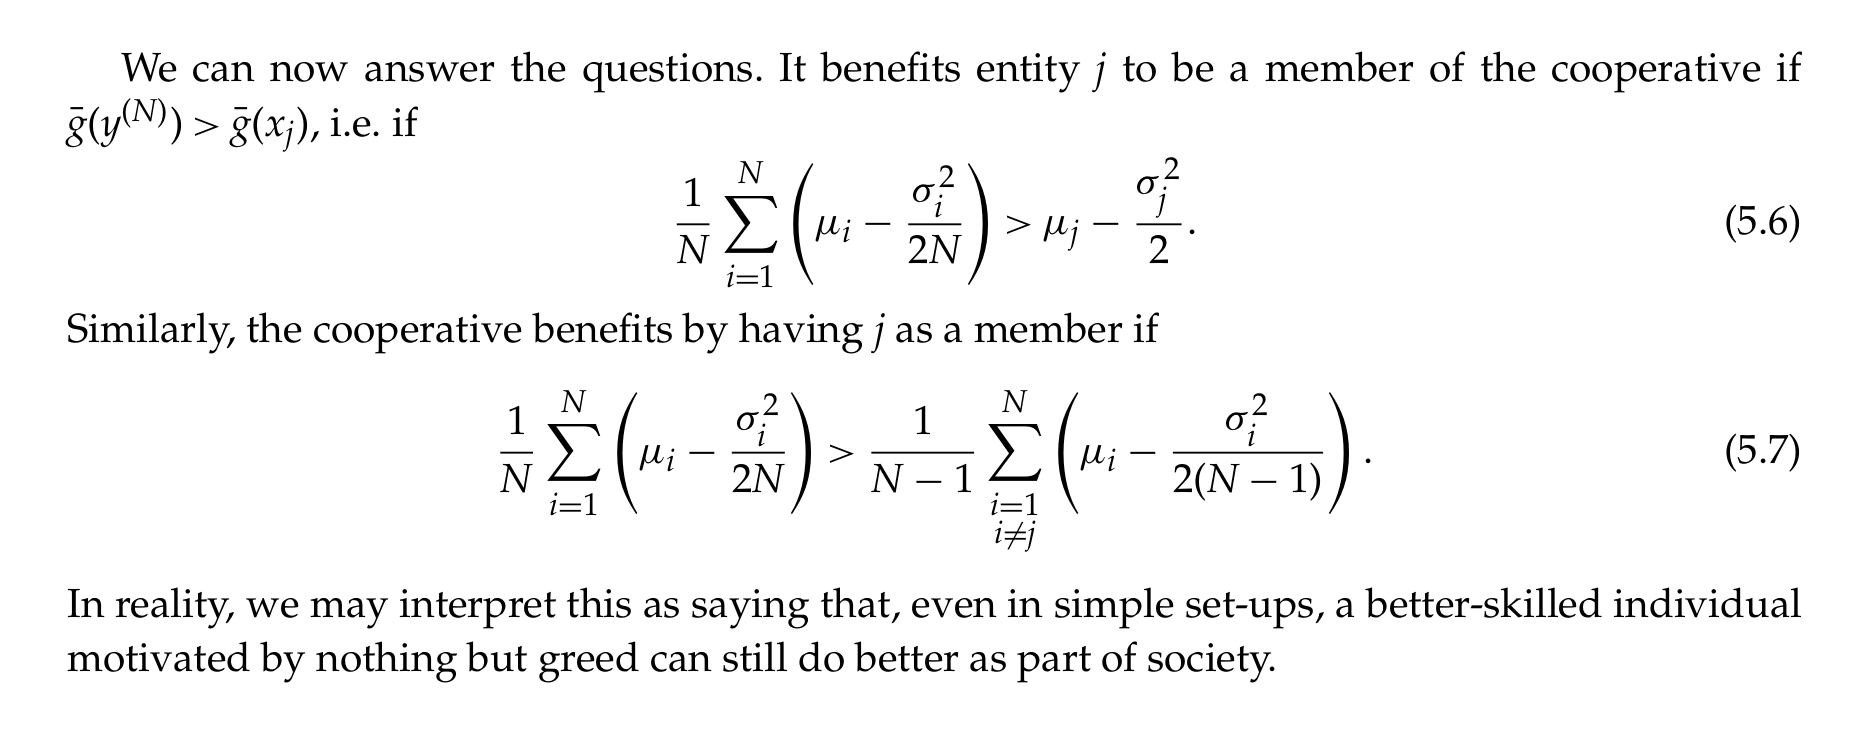 We can now answer the questions. It benefits entity j to be a member of the cooperative if
$\bar{g}(y^{(N)}) > \bar{g}(x_j)$, i.e. if
$\frac{1}{N} \sum_{i=1}^{N} \left( \mu_i - \frac{\sigma_i^2}{2N} \right) > \mu_j - \frac{\sigma_j^2}{2}.$ (5.6)
Similarly, the cooperative benefits by having j as a member if
$\frac{1}{N} \sum_{i=1}^{N} \left( \mu_i - \frac{\sigma_i^2}{2N} \right) > \frac{1}{N-1} \sum_{\substack{i=1 \\ i \neq j}}^{N} \left( \mu_i - \frac{\sigma_i^2}{2(N-1)} \right).$ (5.7)
In reality, we may interpret this as saying that, even in simple set-ups, a better-skilled individual
motivated by nothing but greed can still do better as part of society.